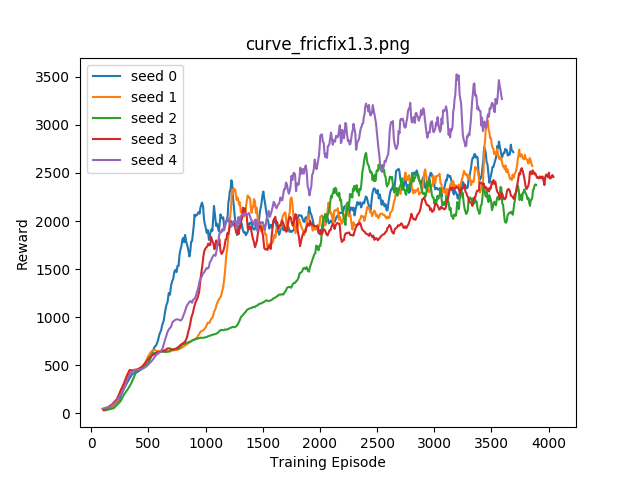 curve_fricfix1.3.png
3500
3000
2500
2000
1500
1000
500
0
Reward
seed 0
seed 1
seed 2
seed 3
seed 4
0 500 1000 1500 2000 2500 3000 3500 4000
Training Episode